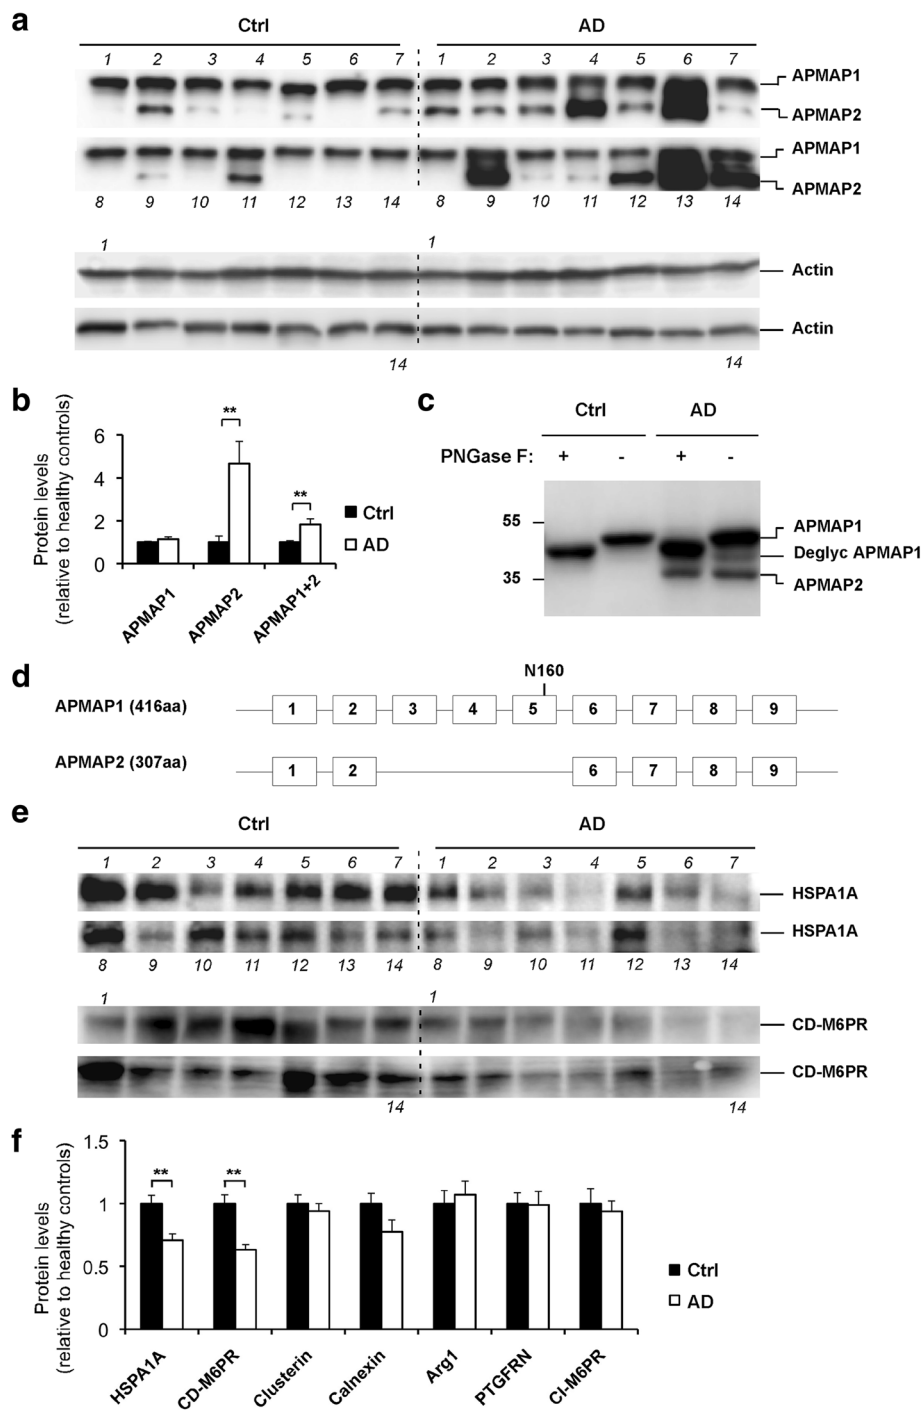 a
Ctrl AD
1 2 3 4 5 6 7 1 2 3 4 5 6 7
APMAP1
APMAP2
APMAP1
APMAP2
8 9 10 11 12 13 14 8 9 10 11 12 13 14
1 1
Actin
Actin
14 14
b
Protein levels
(relative to healthy controls)
6
4
2
0
**
**
Ctrl
AD
APMAP1 APMAP2 APMAP1+2
c
Ctrl AD
PNGase F: + - + -
55
35
APMAP1
Deglyc APMAP1
APMAP2
d
N160
APMAP1 (416aa) 1 2 3 4 5 6 7 8 9
APMAP2 (307aa) 1 2 6 7 8 9
e
Ctrl AD
1 2 3 4 5 6 7 1 2 3 4 5 6 7
HSPA1A
HSPA1A
8 9 10 11 12 13 14 8 9 10 11 12 13 14
1 1
CD-M6PR
CD-M6PR
14 14
f
Protein levels
(relative to healthy controls)
1.5
1
0.5
0
** **
Ctrl
AD
HSPA1A CD-M6PR Clusterin Calnexin Arg1 PTGFRN CI-M6PR